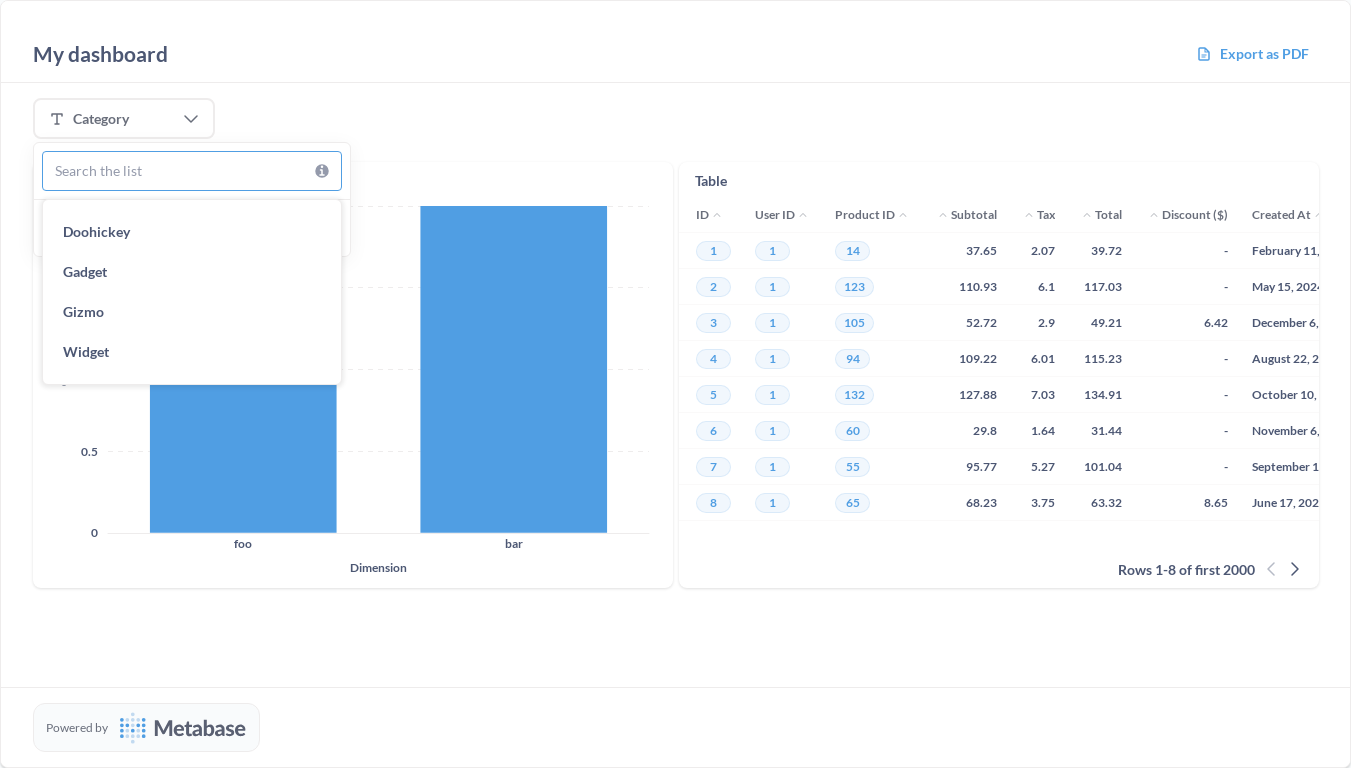 My dashboard
Export as PDF
Category
Search the list
Doohickey
Gadget
Gizmo
Widget
0.5
0
foo bar
Dimension
Table
ID User ID Product ID Subtotal Tax Total Discount ($) Created At
1 1 14 37.65 2.07 39.72 - February 11,
2 1 123 110.93 6.1 117.03 - May 15, 2024
3 1 105 52.72 2.9 49.21 6.42 December 6,
4 1 94 109.22 6.01 115.23 - August 22, 2
5 1 132 127.88 7.03 134.91 - October 10,
6 1 60 29.8 1.64 31.44 - November 6,
7 1 55 95.77 5.27 101.04 - September 1
8 1 65 68.23 3.75 63.32 8.65 June 17, 202
Rows 1-8 of first 2000
Powered by Metabase